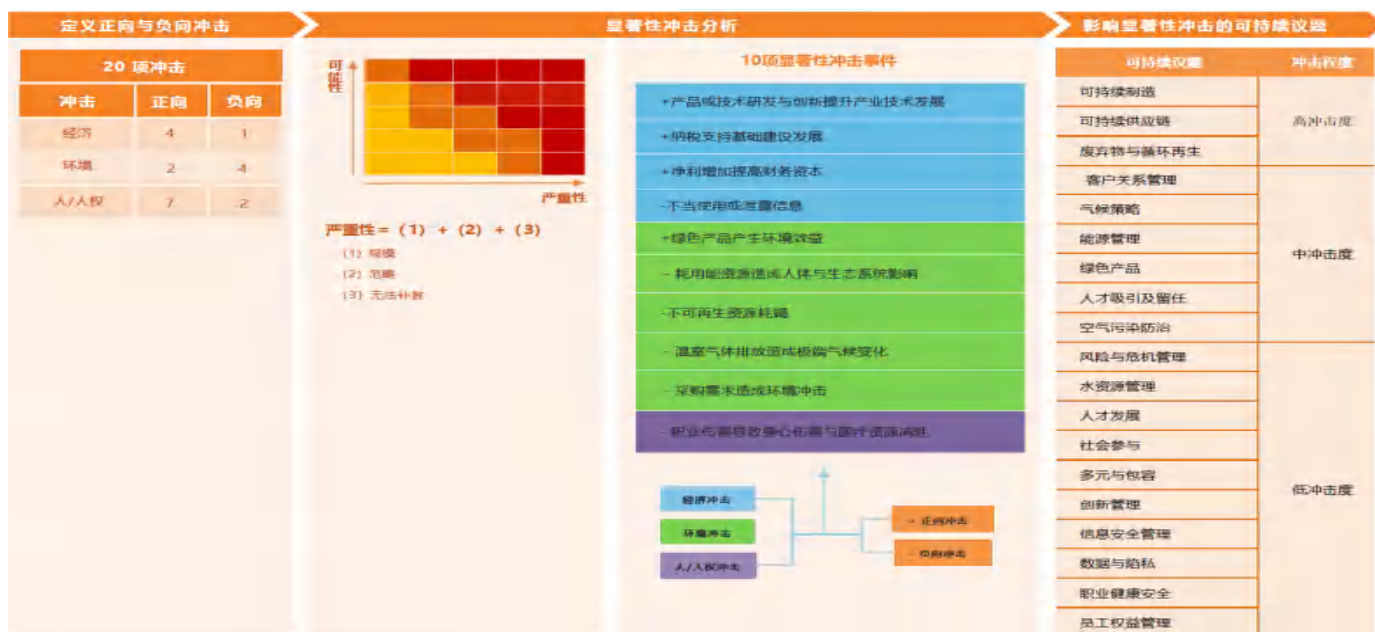 定义正向与负向冲击
显著性冲击分析
影响显著性冲击的可持续议题
20 项冲击
冲击 正向 负向
经济 4 1
环境 2 4
人/人权 7 2
可能性
严重性
严重性= (1) + (2) + (3)
(1) 规模
(2) 范畴
(3) 无法补救
10项显著性冲击事件
+产品或技术研发与创新提升产业技术发展
+纳税支持基础建设发展
+净利增加提高财务资本
-不当使用或泄露信息
+绿色产品产生环境效益
- 耗用能资源造成人体与生态系统影响
-不可再生资源耗竭
- 温室气体排放造成极端气候变化
- 采购需求造成环境冲击
- 职业伤害导致身心伤害与医疗资源消耗
经济冲击
环境冲击
人/人权冲击
- 正向冲击
- 负向冲击
可持续议题 冲击程度
可持续制造
可持续供应链
废弃物与循环再生
高冲击度
客户关系管理
气候策略
能源管理
绿色产品
人才吸引及留任
空气污染防治
中冲击度
风险与危机管理
水资源管理
人才发展
社会参与
多元与包容
创新管理
信息安全管理
数据与隐私
职业健康安全
员工权益管理
低冲击度